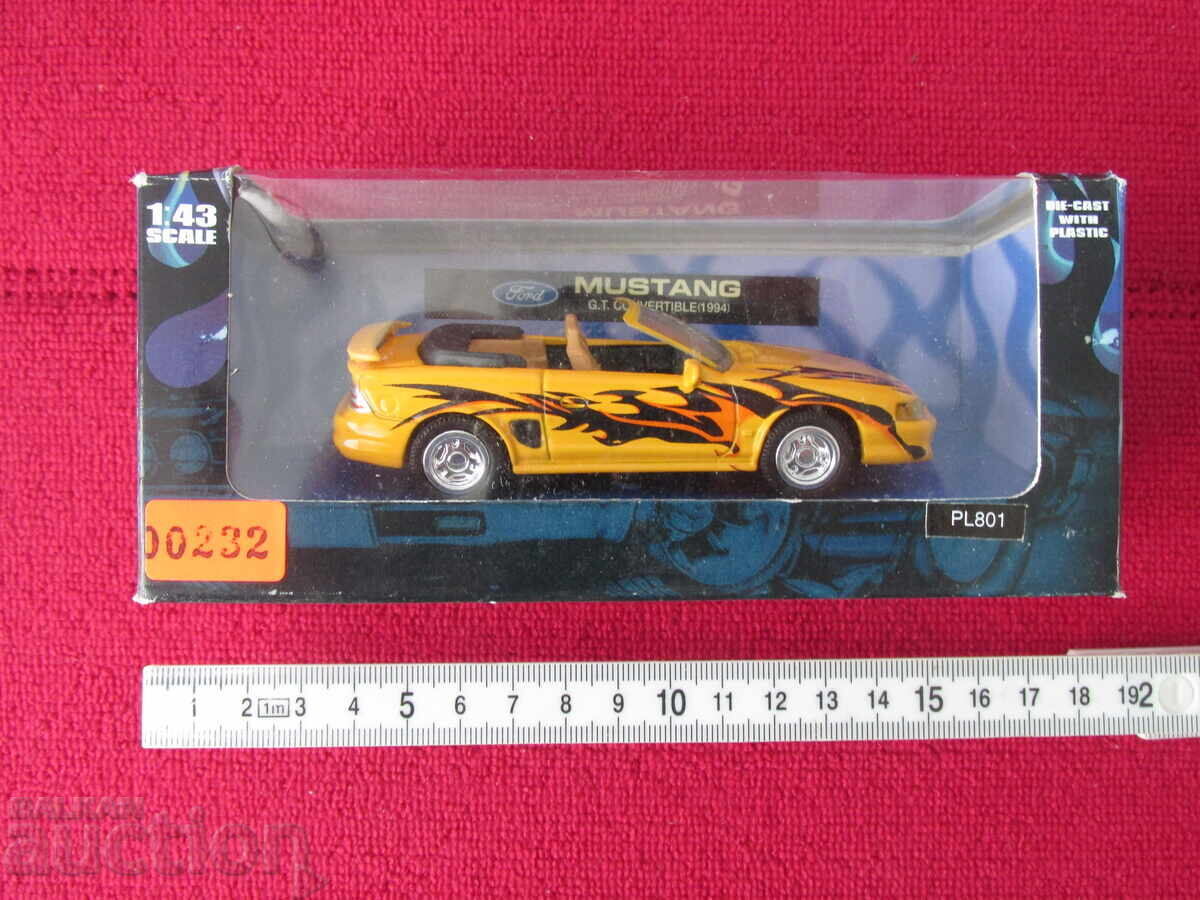 1:43
SCALE
DIE-CAST
WITH
PLASTIC
Ford
MUSTANG
G.T. CONVERTIBLE(1994)
PL801
00232
1 2 1m 3 4 5 6 7 8 9 10 11 12 13 14 15 16 17 18 19 2
BALKAN
auction